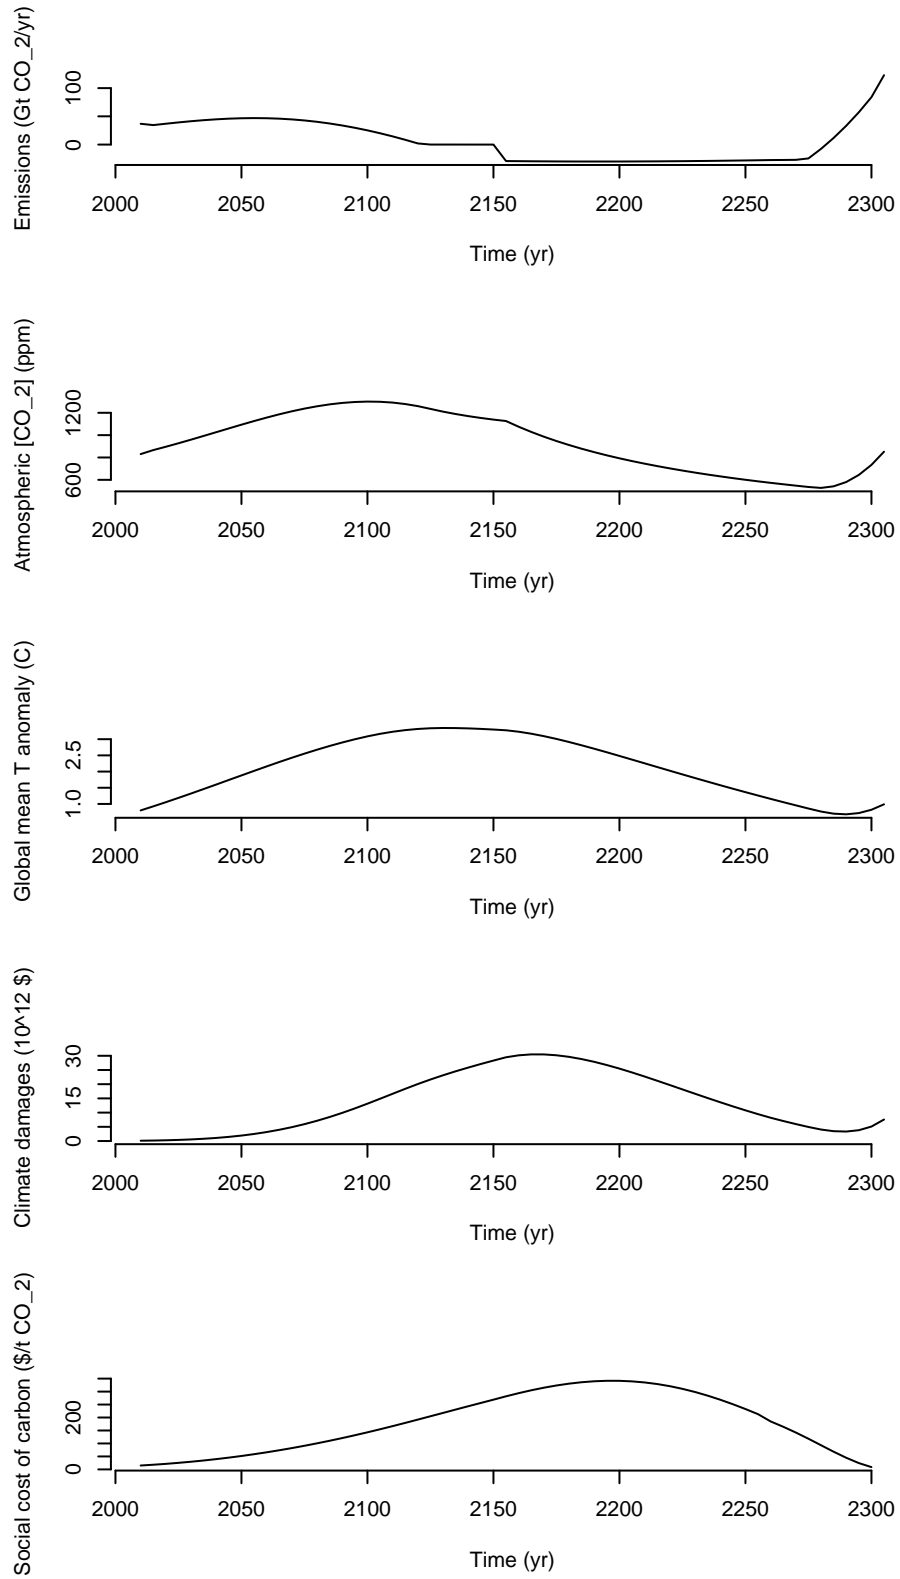 Emissions (Gt CO_2/yr)
100
0
2000 2050 2100 2150 2200 2250 2300
Time (yr)
Atmospheric [CO_2] (ppm)
1200
600
2000 2050 2100 2150 2200 2250 2300
Time (yr)
Global mean T anomaly (C)
2.5
1.0
2000 2050 2100 2150 2200 2250 2300
Time (yr)
Climate damages (10^12 $)
30
15
0
2000 2050 2100 2150 2200 2250 2300
Time (yr)
Social cost of carbon ($/t CO_2)
200
0
2000 2050 2100 2150 2200 2250 2300
Time (yr)